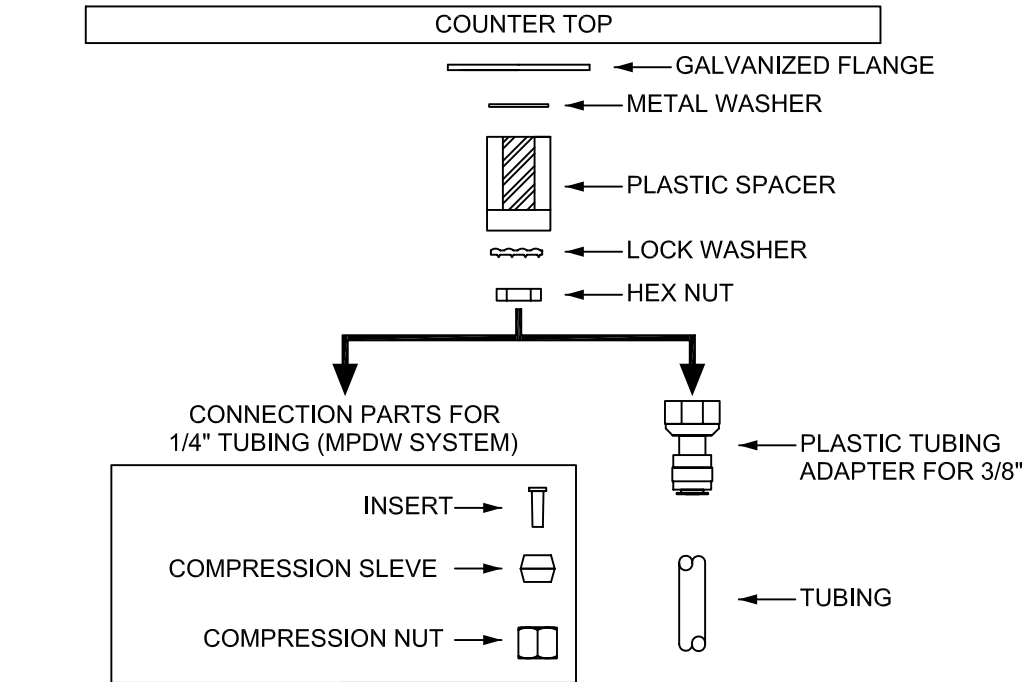 COUNTER TOP
GALVANIZED FLANGE
METAL WASHER
PLASTIC SPACER
LOCK WASHER
HEX NUT
CONNECTION PARTS FOR
1/4" TUBING (MPDW SYSTEM)
INSERT
COMPRESSION SLEVE
COMPRESSION NUT
PLASTIC TUBING
ADAPTER FOR 3/8"
TUBING